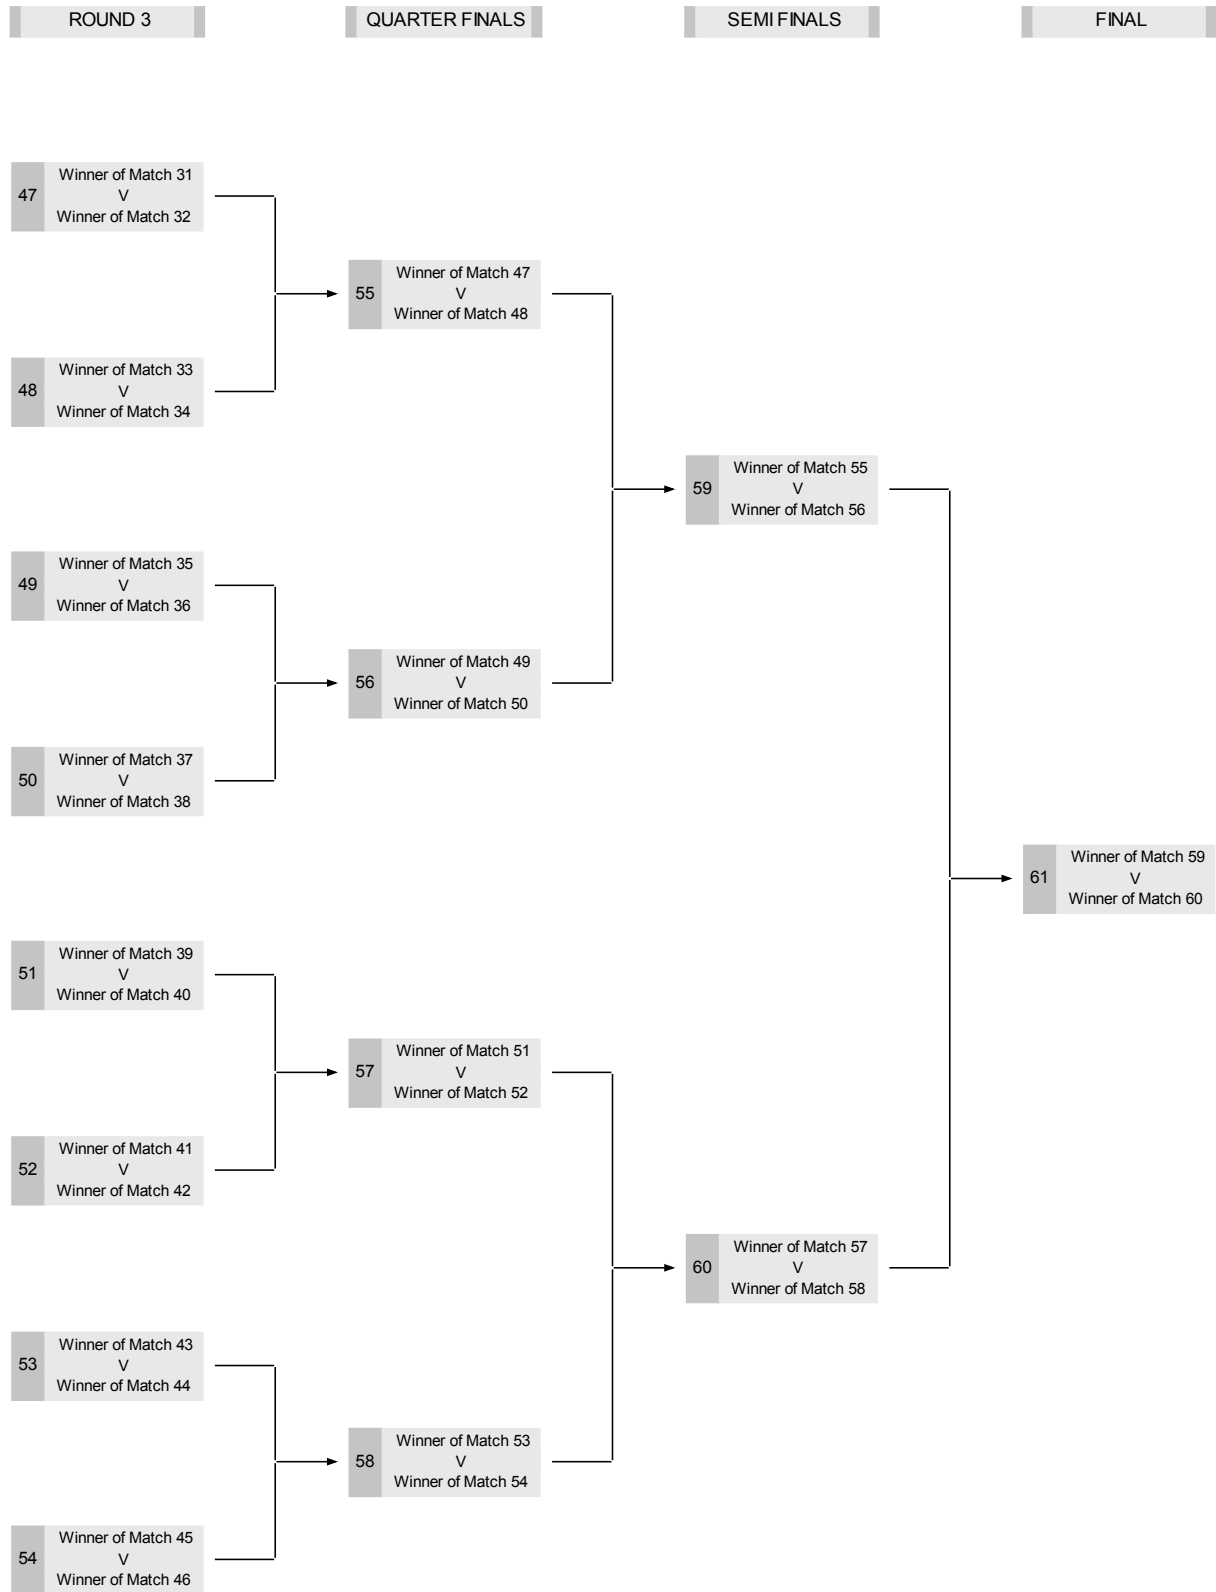 ROUND 3
QUARTER FINALS
SEMI FINALS
FINAL
47
Winner of Match 31
V
Winner of Match 32
48
Winner of Match 33
V
Winner of Match 34
49
Winner of Match 35
V
Winner of Match 36
50
Winner of Match 37
V
Winner of Match 38
51
Winner of Match 39
V
Winner of Match 40
52
Winner of Match 41
V
Winner of Match 42
53
Winner of Match 43
V
Winner of Match 44
54
Winner of Match 45
V
Winner of Match 46
55
Winner of Match 47
V
Winner of Match 48
56
Winner of Match 49
V
Winner of Match 50
57
Winner of Match 51
V
Winner of Match 52
58
Winner of Match 53
V
Winner of Match 54
59
Winner of Match 55
V
Winner of Match 56
60
Winner of Match 57
V
Winner of Match 58
61
Winner of Match 59
V
Winner of Match 60